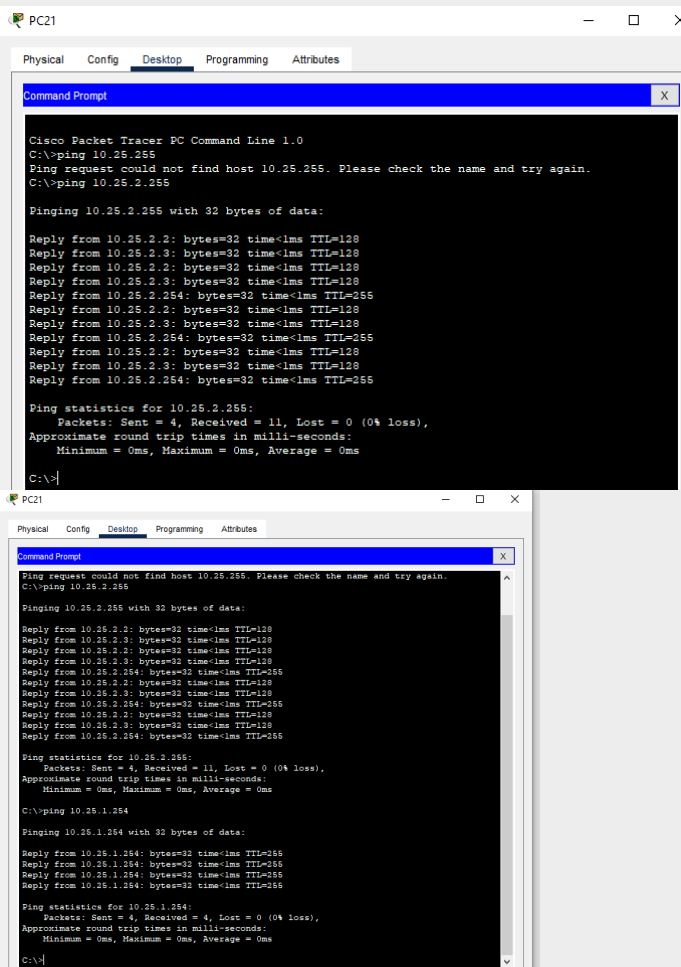 PC21
Physical Config Desktop Programming Attributes
Command Prompt
X
Cisco Packet Tracer PC Command Line 1.0
C:\>ping 10.25.255
Ping request could not find host 10.25.255. Please check the name and try again.
C:\>ping 10.25.2.255
Pinging 10.25.2.255 with 32 bytes of data:
Reply from 10.25.2.2: bytes=32 time<1ms TTL=128
Reply from 10.25.2.3: bytes=32 time<1ms TTL=128
Reply from 10.25.2.2: bytes=32 time<1ms TTL=128
Reply from 10.25.2.3: bytes=32 time<1ms TTL=128
Reply from 10.25.2.254: bytes=32 time<1ms TTL=255
Reply from 10.25.2.2: bytes=32 time<1ms TTL=128
Reply from 10.25.2.3: bytes=32 time<1ms TTL=128
Reply from 10.25.2.254: bytes=32 time<1ms TTL=255
Reply from 10.25.2.2: bytes=32 time<1ms TTL=128
Reply from 10.25.2.3: bytes=32 time<1ms TTL=128
Reply from 10.25.2.254: bytes=32 time<1ms TTL=255
Ping statistics for 10.25.2.255:
Packets: Sent = 4, Received = 11, Lost = 0 (0% loss),
Approximate round trip times in milli-seconds:
Minimum = 0ms, Maximum = 0ms, Average = 0ms
C:\>
PC21
Physical Config Desktop Programming Attributes
Command Prompt
X
Ping request could not find host 10.25.255. Please check the name and try again.
C:\>ping 10.25.2.255
Pinging 10.25.2.255 with 32 bytes of data:
Reply from 10.25.2.2: bytes=32 time<1ms TTL=128
Reply from 10.25.2.3: bytes=32 time<1ms TTL=128
Reply from 10.25.2.2: bytes=32 time<1ms TTL=128
Reply from 10.25.2.3: bytes=32 time<1ms TTL=128
Reply from 10.25.2.254: bytes=32 time<1ms TTL=255
Reply from 10.25.2.2: bytes=32 time<1ms TTL=128
Reply from 10.25.2.3: bytes=32 time<1ms TTL=128
Reply from 10.25.2.254: bytes=32 time<1ms TTL=255
Reply from 10.25.2.2: bytes=32 time<1ms TTL=128
Reply from 10.25.2.3: bytes=32 time<1ms TTL=128
Reply from 10.25.2.254: bytes=32 time<1ms TTL=255
Ping statistics for 10.25.2.255:
Packets: Sent = 4, Received = 11, Lost = 0 (0% loss),
Approximate round trip times in milli-seconds:
Minimum = 0ms, Maximum = 0ms, Average = 0ms
C:\>ping 10.25.1.254
Pinging 10.25.1.254 with 32 bytes of data:
Reply from 10.25.1.254: bytes=32 time<1ms TTL=255
Reply from 10.25.1.254: bytes=32 time<1ms TTL=255
Reply from 10.25.1.254: bytes=32 time<1ms TTL=255
Reply from 10.25.1.254: bytes=32 time<1ms TTL=255
Ping statistics for 10.25.1.254:
Packets: Sent = 4, Received = 4, Lost = 0 (0% loss),
Approximate round trip times in milli-seconds:
Minimum = 0ms, Maximum = 0ms, Average = 0ms
C:\>